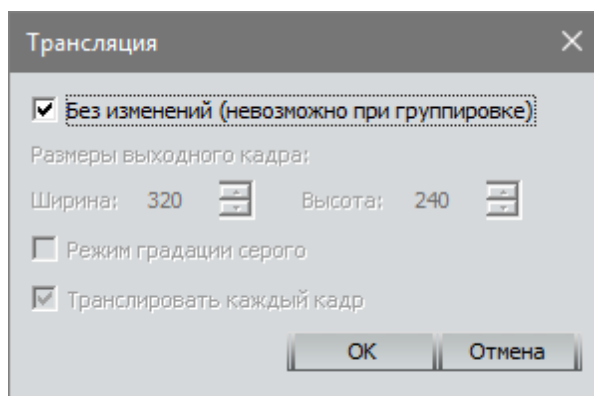 Трансляция
Без изменений (невозможно при группировке)
Размеры выходного кадра:
Ширина: 320 Высота: 240
Режим градации серого
Транслировать каждый кадр
ОК Отмена